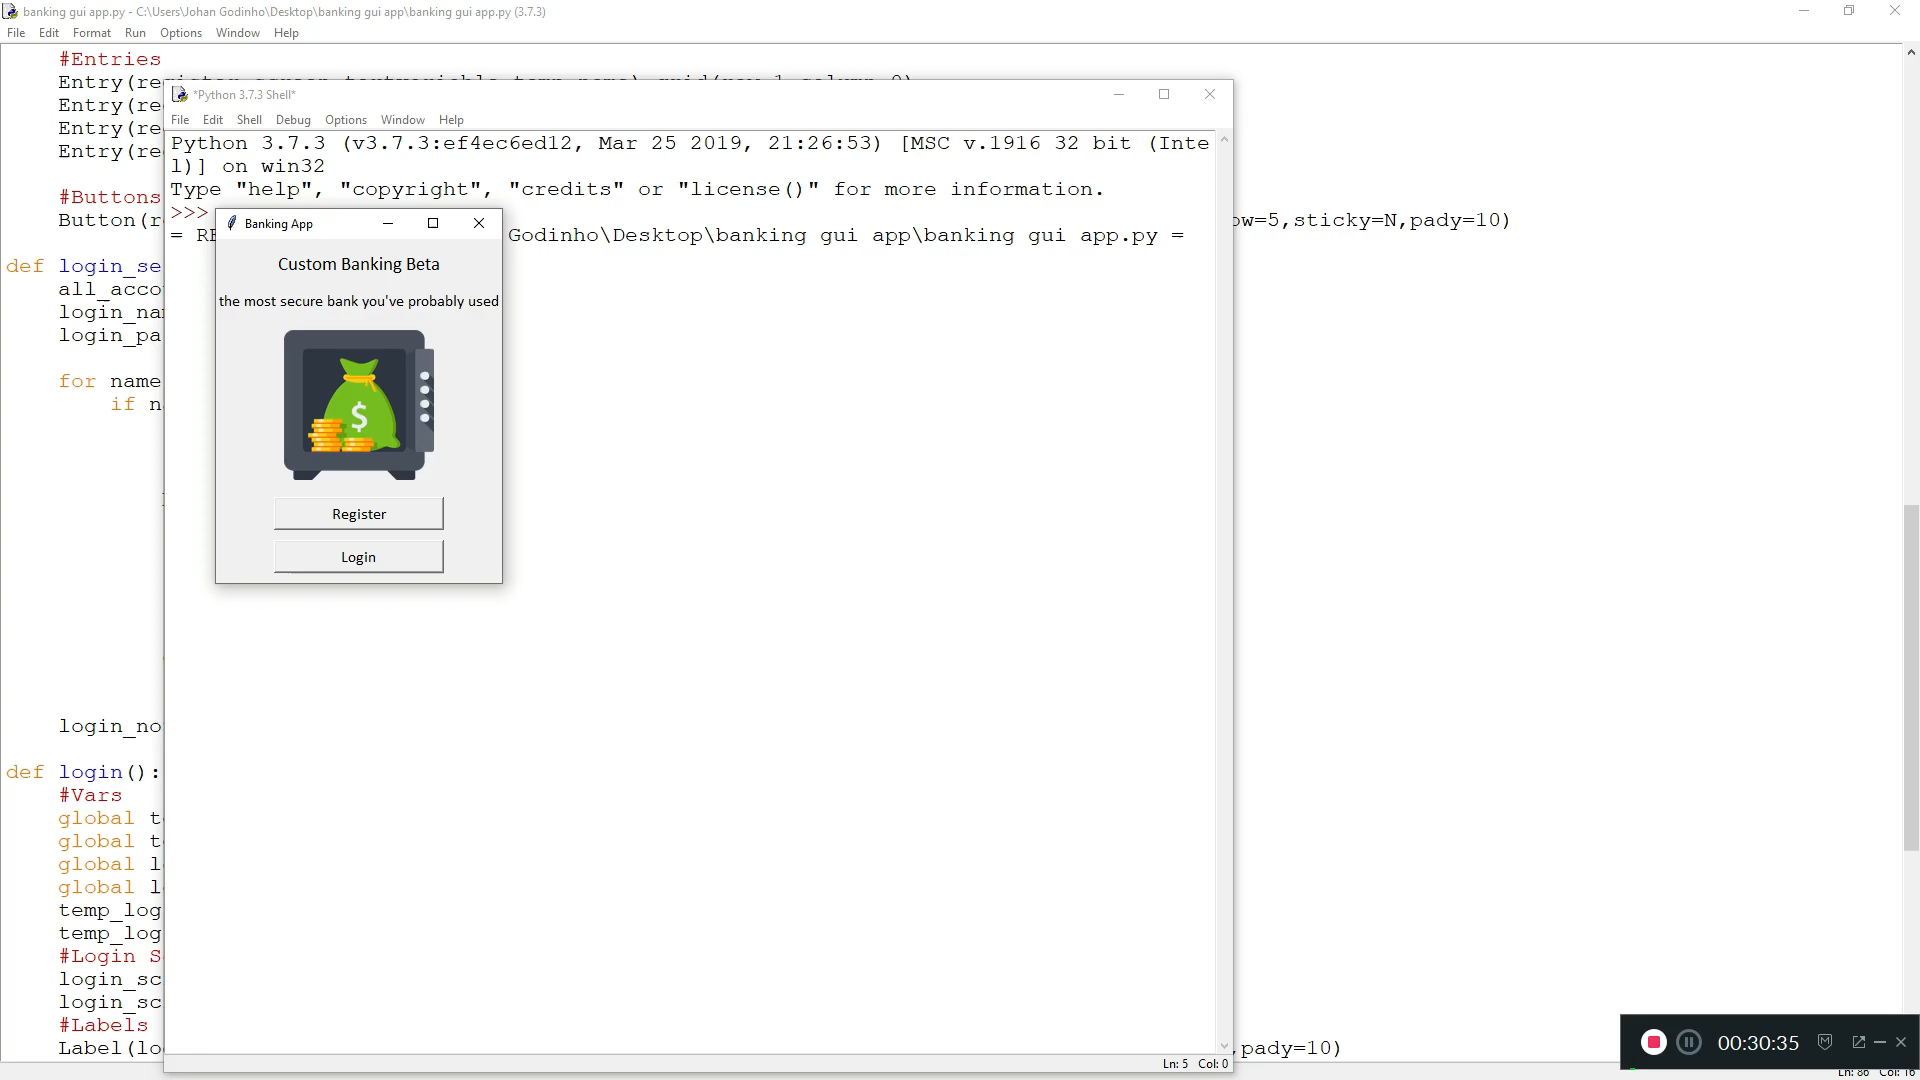 banking gui app.py - C:\Users\Johan Godinho\Desktop\banking gui app\banking gui app.py (3.7.3)
File Edit Format Run Options Window Help
#Entries
Entry(re
Entry(re
Entry(re
Entry(re
#Buttons
Button(r
ow=5,sticky=N,pady=10)
def login_se
all_acco
login_na
login_pa
for name
if n
login_no
def login():
#Vars
global t
global t
global l
global l
temp_log
temp_log
#Login S
login_sc
login_sc
#Labels
Label(lo
,pady=10)
*Python 3.7.3 Shell*
File Edit Shell Debug Options Window Help
Python 3.7.3 (v3.7.3:ef4ec6ed12, Mar 25 2019, 21:26:53) [MSC v.1916 32 bit (Inte
l)] on win32
Type "help", "copyright", "credits" or "license()" for more information.
>>>
= RE
Godinho\Desktop\banking gui app\banking gui app.py =
Banking App
Custom Banking Beta
the most secure bank you've probably used
$
Register
Login
Ln: 5 Col: 0
00:30:35
Ln: 86 Col: 16